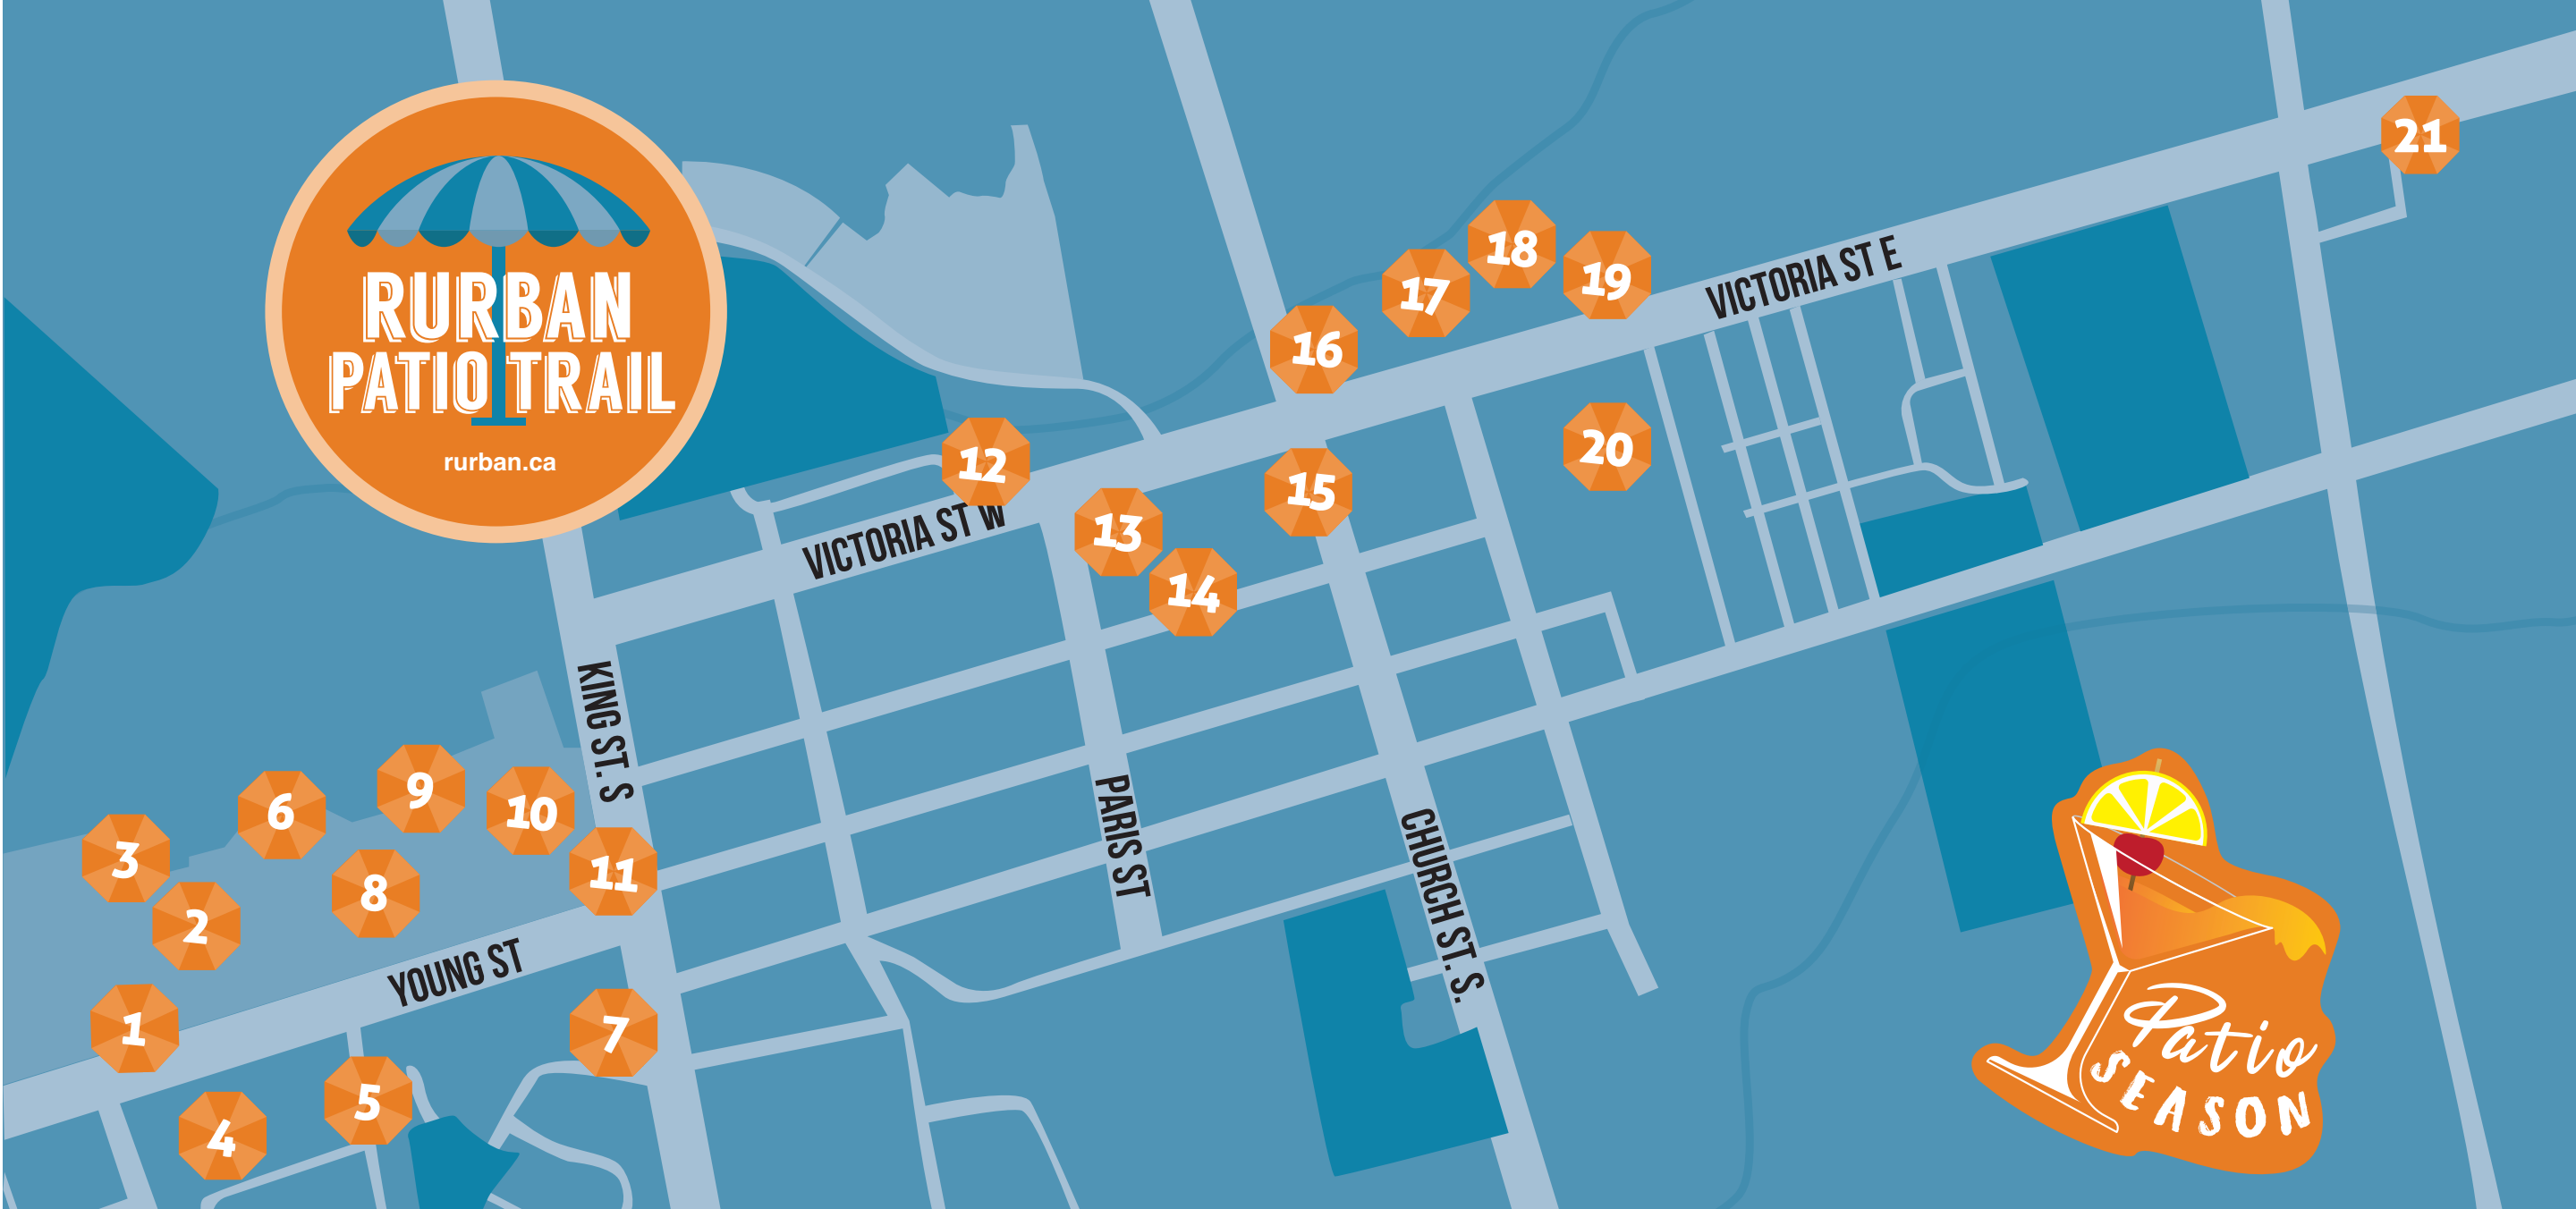 RURBAN
PATIO TRAIL
rurban.ca
21
18
19
17
16
VICTORIA ST E
12
20
15
13
14
VICTORIA ST W
KING ST. S
9
6
10
3
11
8
2
PARIS ST
CHURCH ST. S.
YOUNG ST
1
7
5
4
Patio
SEASON